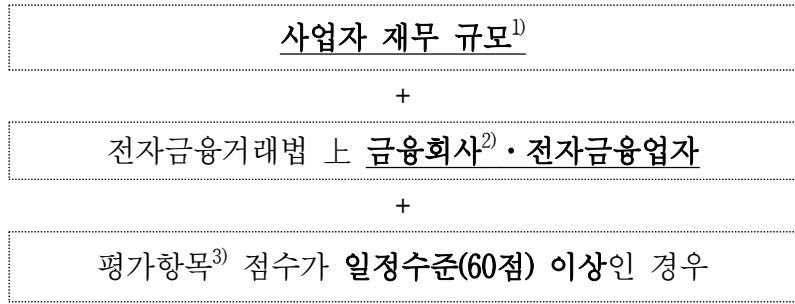 사업자 재무 규모1)
+
전자금융거래법 上 금융회사2)・전자금융업자
+
평가항목3) 점수가 일정수준(60점) 이상인 경우